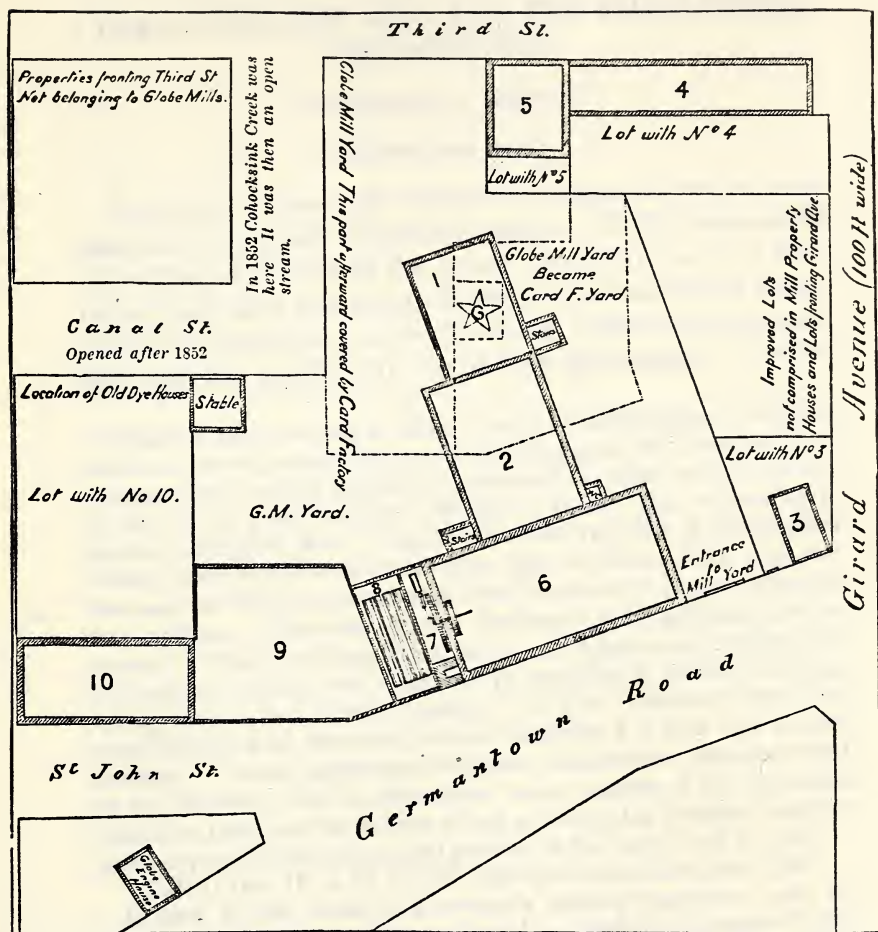 Third St.
Properties fronting Third St
Not belonging to Globe Mills.
In 1852 Cohocksink Creek was
here It was then an open
stream.
Globe Mill Yard This part afterward covered by Card Factory
5
4
Lot with No 4
Lot with No 5
Improved Lots
not comprised in Mill Property
Houses and Lots fronting Girard Ave
Girard Avenue (100 ft wide)
1
G
Globe Mill Yard
Became
Card F. Yard
Stairs
Canal St.
Opened after 1852
Location of Old Dye Houses
Stable
Lot with No 10.
G.M. Yard.
2
Lot with No 3
3
Stairs
Entrance
to
Mill Yard
6
7
8
9
10
St John St.
Germantown Road
Globe
Engine
House